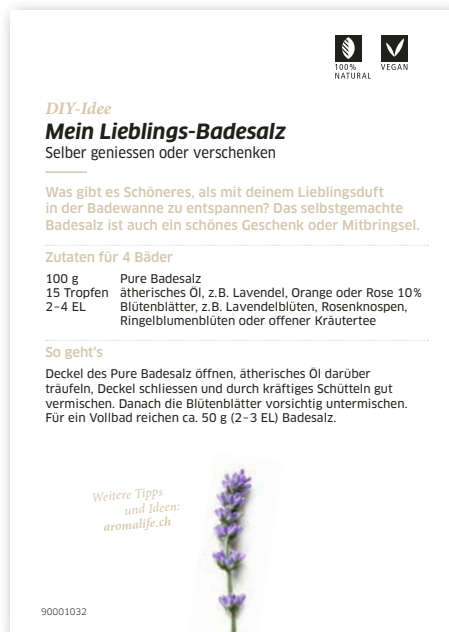 100%
NATURAL
VEGAN
DIY-Idee
Mein Lieblings-Badesalz
Selber geniessen oder verschenken
Was gibt es Schöneres, als mit deinem Lieblingsduft
in der Badewanne zu entspannen? Das selbstgemachte
Badesalz ist auch ein schönes Geschenk oder Mitbringsel.
Zutaten für 4 Bäder
100 g Pure Badesalz
15 Tropfen ätherisches Öl, z.B. Lavendel, Orange oder Rose 10%
2–4 EL Blütenblätter, z.B. Lavendelblüten, Rosenknospen,
Ringelblumenblüten oder offener Kräutertee
So geht's
Deckel des Pure Badesalz öffnen, ätherisches Öl darüber
träufeln, Deckel schliessen und durch kräftiges Schütteln gut
vermischen. Danach die Blütenblätter vorsichtig untermischen.
Für ein Vollbad reichen ca. 50 g (2–3 EL) Badesalz.
Weitere Tipps
und Ideen:
aromalife.ch
90001032